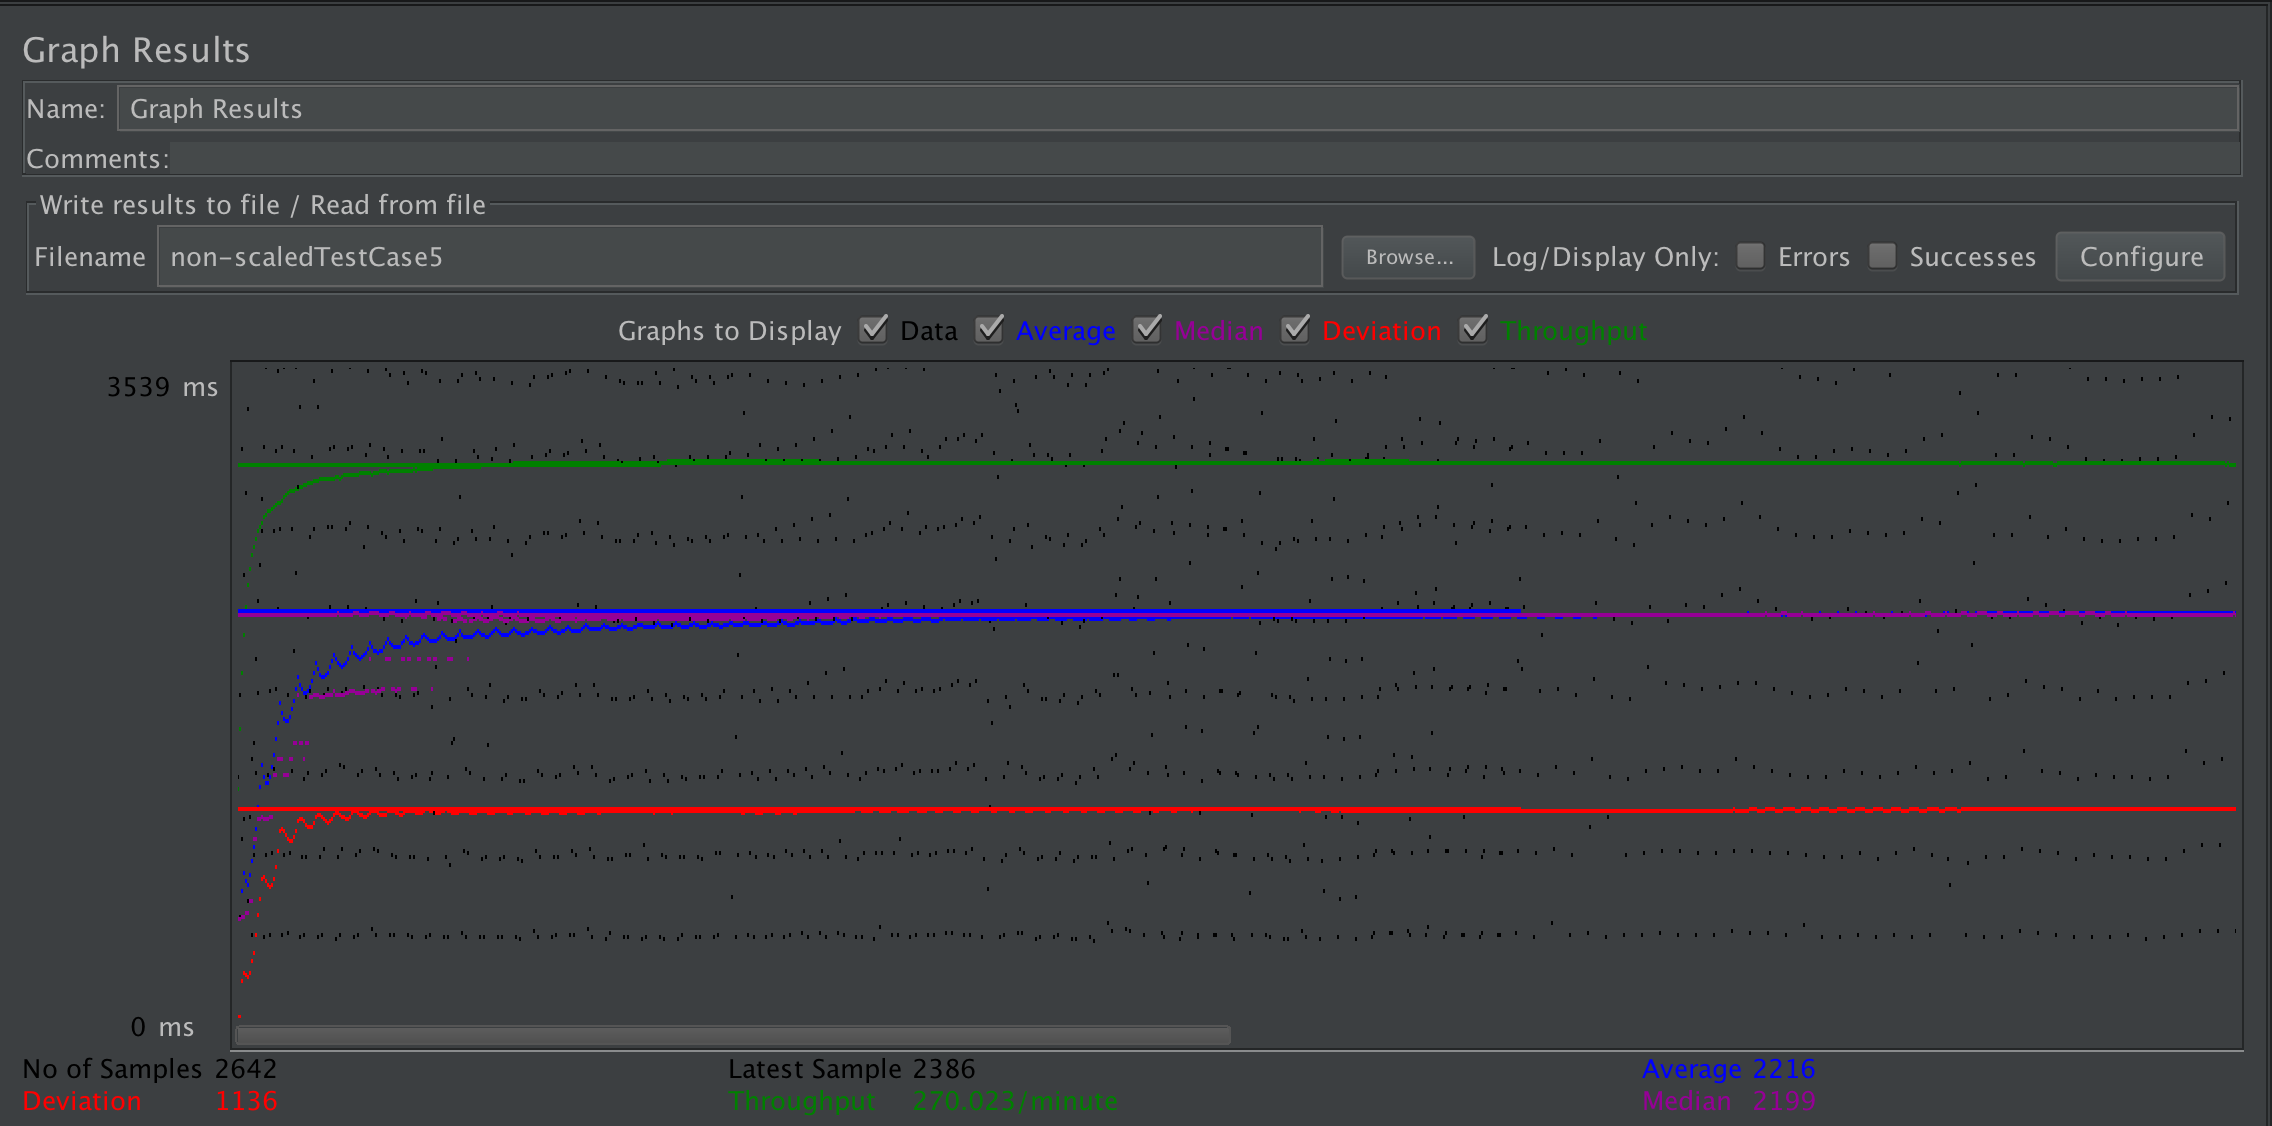 Graph Results
Name: Graph Results
Comments:
Write results to file / Read from file
Filename non-scaledTestCase5 Browse... Log/Display Only: Errors Successes Configure
Graphs to Display Data Average Median Deviation Throughput
3539 ms
0 ms
No of Samples 2642 Latest Sample 2386 Average 2216
Deviation 1136 Throughput 270.023/minute Median 2199